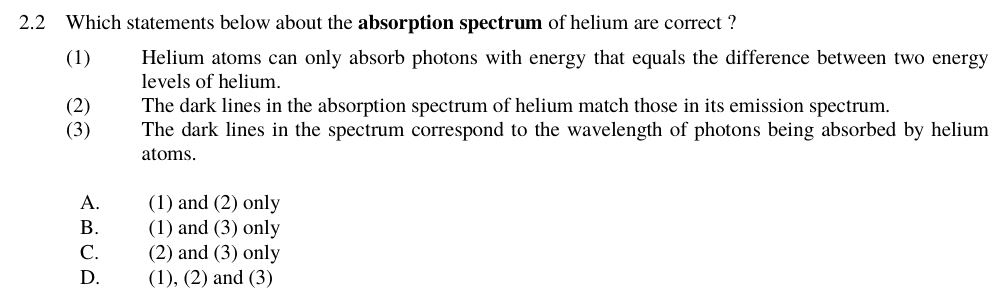 2.2 Which statements below about the absorption spectrum of helium are correct ?
(1) Helium atoms can only absorb photons with energy that equals the difference between two energy
levels of helium.
(2) The dark lines in the absorption spectrum of helium match those in its emission spectrum.
(3) The dark lines in the spectrum correspond to the wavelength of photons being absorbed by helium
atoms.
A. (1) and (2) only
B. (1) and (3) only
C. (2) and (3) only
D. (1), (2) and (3)